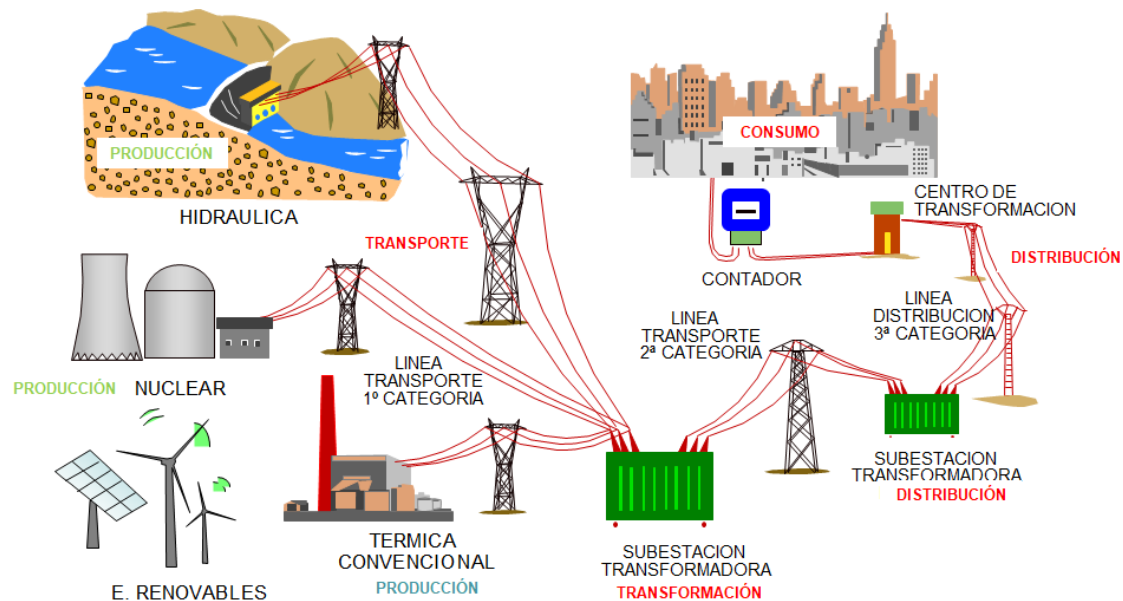 PRODUCCIÓN
HIDRAULICA
TRANSPORTE
CONSUMO
CENTRO DE
TRANSFORMACION
DISTRIBUCIÓN
CONTADOR
LINEA
DISTRIBUCION
3ª CATEGORIA
LINEA
TRANSPORTE
2ª CATEGORIA
LINEA
TRANSPORTE
1º CATEGORIA
PRODUCCIÓN
NUCLEAR
SUBESTACION
TRANSFORMADORA
DISTRIBUCIÓN
TERMICA
CONVENCIONAL
PRODUCCIÓN
SUBESTACION
TRANSFORMADORA
TRANSFORMACIÓN
E. RENOVABLES